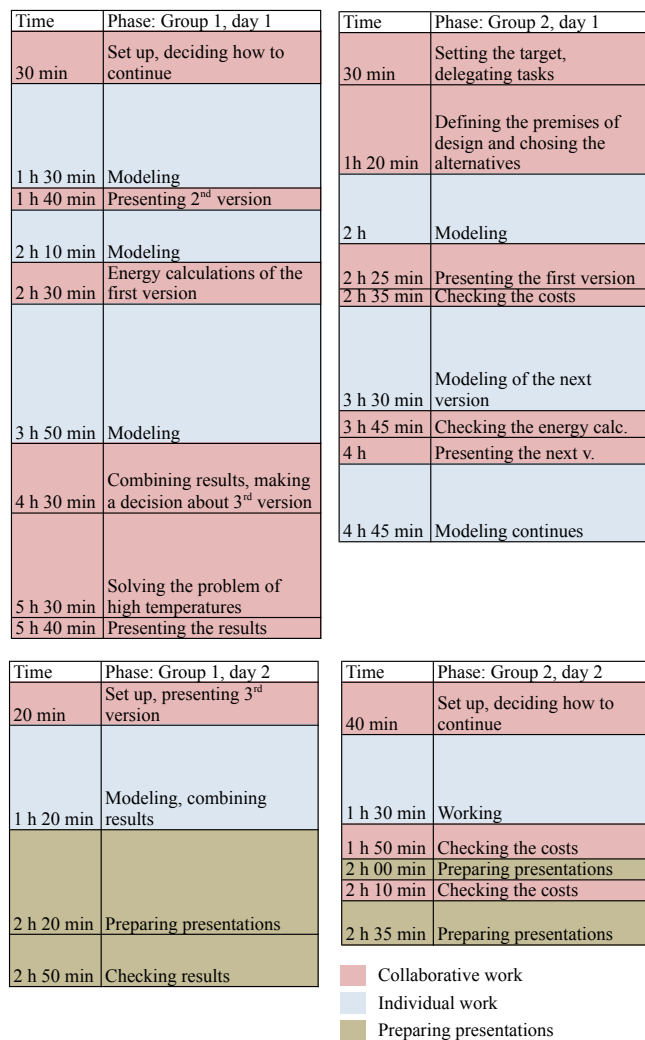 Time Phase: Group 1, day 1
Set up, deciding how to
30 min continue
1 h 30 min Modeling
1 h 40 min Presenting 2nd version
2 h 10 min Modeling
Energy calculations of the
2 h 30 min first version
3 h 50 min Modeling
Combining results, making
4 h 30 min a decision about 3rd version
Solving the problem of
5 h 30 min high temperatures
5 h 40 min Presenting the results
Time Phase: Group 2, day 1
Setting the target,
30 min delegating tasks
Defining the premises of
design and chosing the
1h 20 min alternatives
2 h Modeling
2 h 25 min Presenting the first version
2 h 35 min Checking the costs
Modeling of the next
3 h 30 min version
3 h 45 min Checking the energy calc.
4 h Presenting the next v.
4 h 45 min Modeling continues
Time Phase: Group 1, day 2
Set up, presenting 3rd
20 min version
Modeling, combining
1 h 20 min results
2 h 20 min Preparing presentations
2 h 50 min Checking results
Time Phase: Group 2, day 2
Set up, deciding how to
40 min continue
1 h 30 min Working
1 h 50 min Checking the costs
2 h 00 min Preparing presentations
2 h 10 min Checking the costs
2 h 35 min Preparing presentations
Collaborative work
Individual work
Preparing presentations